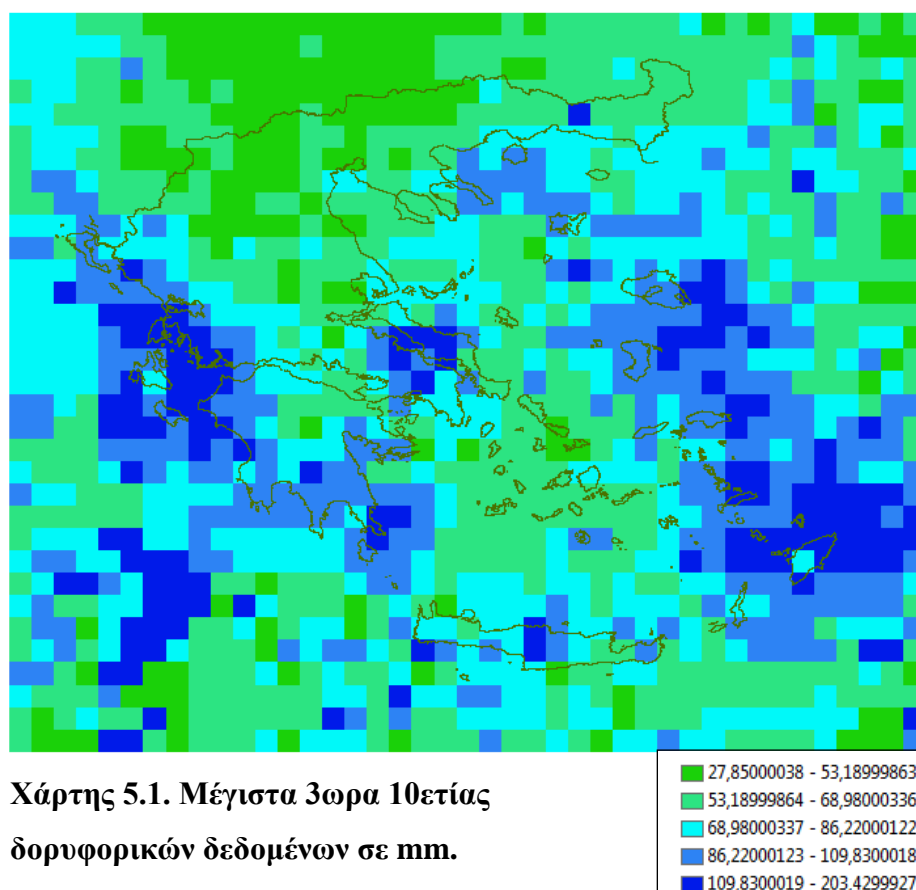 Χάρτης 5.1. Μέγιστα 3ωρα 10ετίας
δορυφορικών δεδομένων σε mm.
27,85000038 - 53,18999863
53,18999864 - 68,98000336
68,98000337 - 86,22000122
86,22000123 - 109,8300018
109,8300019 - 203,4299927